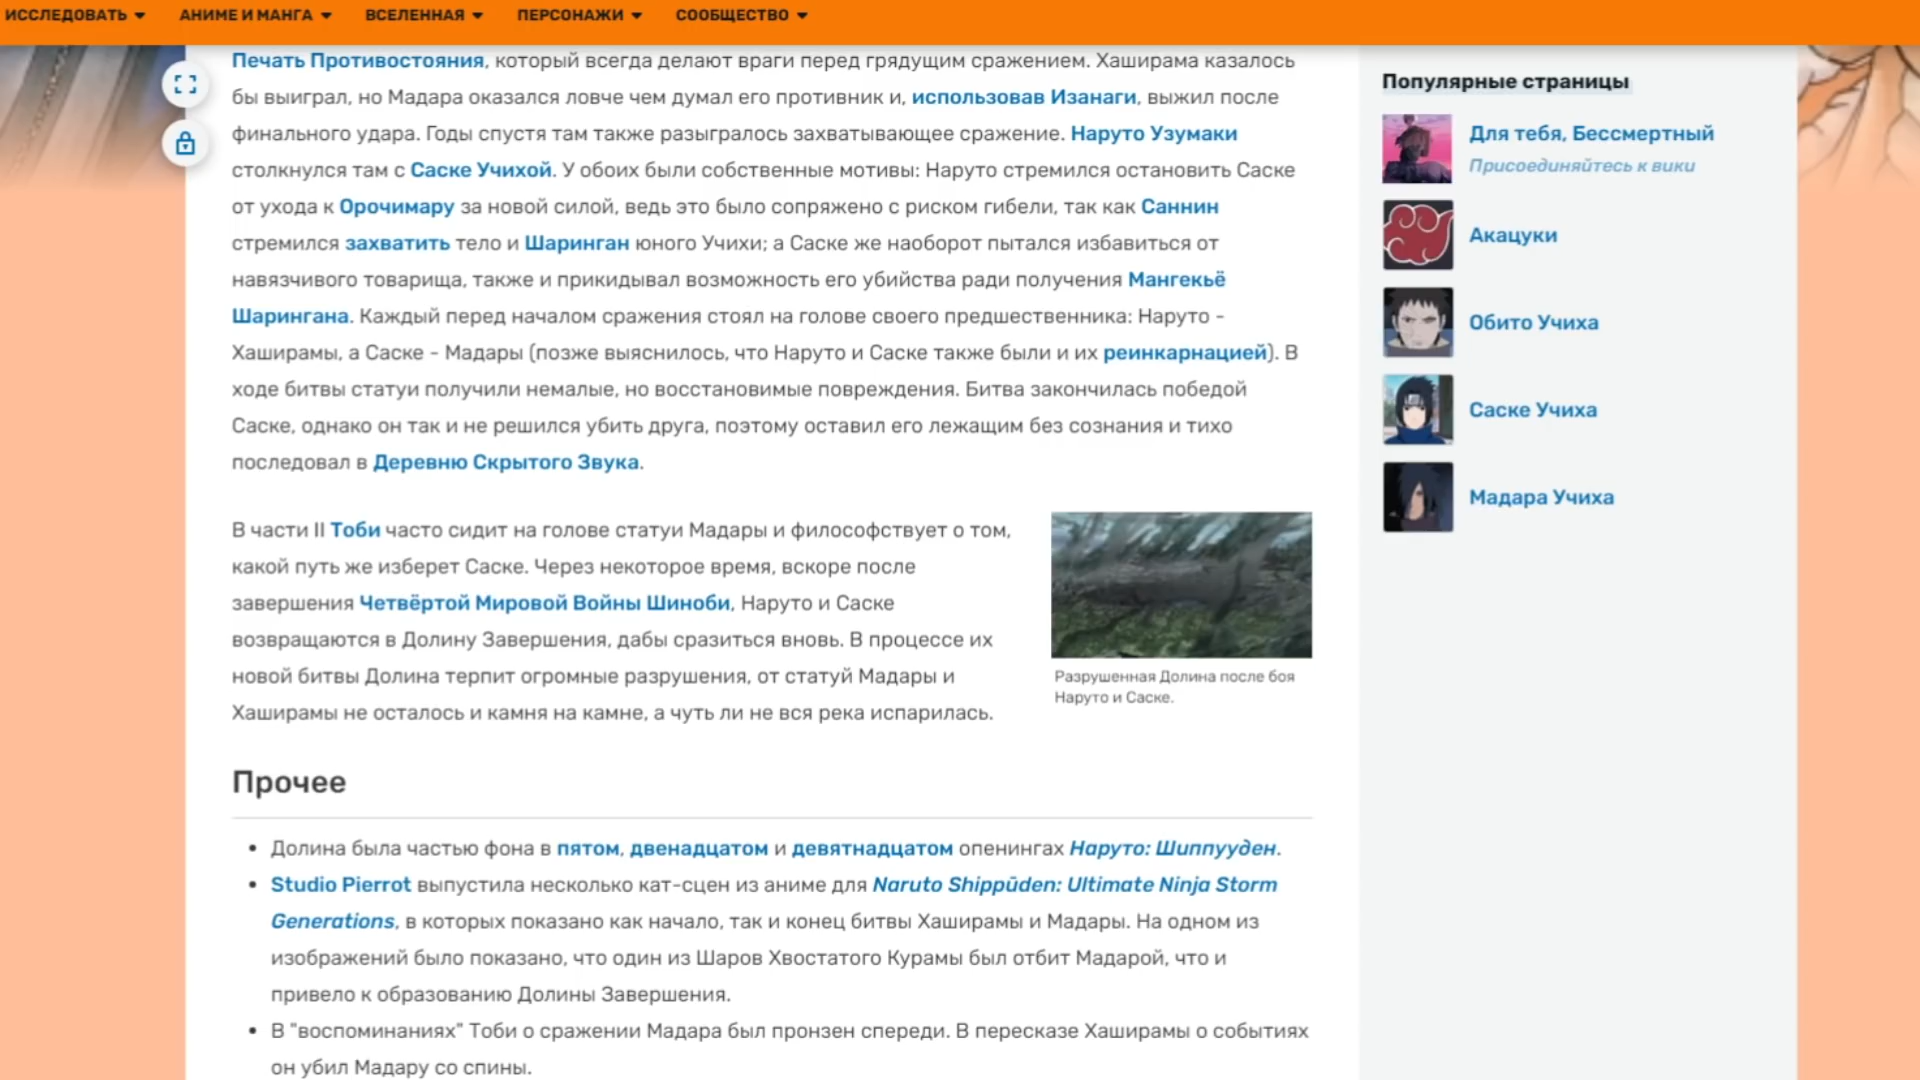 ИССЛЕДОВАТЬ АНИМЕ И МАНГА ВСЕЛЕННАЯ ПЕРСОНАЖИ СООБЩЕСТВО
Печать Противостояния, который всегда делают враги перед грядущим сражением. Хаширама казалось
бы выиграл, но Мадара оказался ловче чем думал его противник и, использовав Изанаги, выжил после
финального удара. Годы спустя там также разыгралось захватывающее сражение. Наруто Узумаки
столкнулся там с Саске Учихой. У обоих были собственные мотивы: Наруто стремился остановить Саске
от ухода к Орочимару за новой силой, ведь это было сопряжено с риском гибели, так как Саннин
стремился захватить тело и Шаринган юного Учихи; а Саске же наоборот пытался избавиться от
навязчивого товарища, также и прикидывал возможность его убийства ради получения Мангекьё
Шарингана. Каждый перед началом сражения стоял на голове своего предшественника: Наруто -
Хаширамы, а Саске - Мадары (позже выяснилось, что Наруто и Саске также были и их реинкарнацией). В
ходе битвы статуи получили немалые, но восстановимые повреждения. Битва закончилась победой
Саске, однако он так и не решился убить друга, поэтому оставил его лежащим без сознания и тихо
последовал в Деревню Скрытого Звука.
В части II Тоби часто сидит на голове статуи Мадары и философствует о том,
какой путь же изберет Саске. Через некоторое время, вскоре после
завершения Четвёртой Мировой Войны Шиноби, Наруто и Саске
возвращаются в Долину Завершения, дабы сразиться вновь. В процессе их
новой битвы Долина терпит огромные разрушения, от статуй Мадары и
Хаширамы не осталось и камня на камне, а чуть ли не вся река испарилась.
Разрушенная Долина после боя
Наруто и Саске.
Прочее
• Долина была частью фона в пятом, двенадцатом и девятнадцатом опенингах Наруто: Шиппууден.
• Studio Pierrot выпустила несколько кат-сцен из аниме для Naruto Shippūden: Ultimate Ninja Storm
Generations, в которых показано как начало, так и конец битвы Хаширамы и Мадары. На одном из
изображений было показано, что один из Шаров Хвостатого Курамы был отбит Мадарой, что и
привело к образованию Долины Завершения.
• В "воспоминаниях" Тоби о сражении Мадара был пронзен спереди. В пересказе Хаширамы о событиях
он убил Мадару со спины.
Популярные страницы
Для тебя, Бессмертный
Присоединяйтесь к вики
Акацуки
Обито Учиха
Саске Учиха
Мадара Учиха